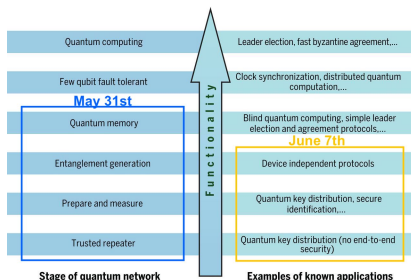 Quantum computing
Leader election, fast byzantine agreement,...
Few qubit fault tolerant
Clock synchronization, distributed quantum
computation,...
May 31st
Quantum memory
Blind quantum computing, simple leader
election and agreement protocols,...
June 7th
Entanglement generation
Device independent protocols
Prepare and measure
Quantum key distribution, secure
identification,...
Trusted repeater
Quantum key distribution (no end-to-end
security)
Functionality
Stage of quantum network
Examples of known applications